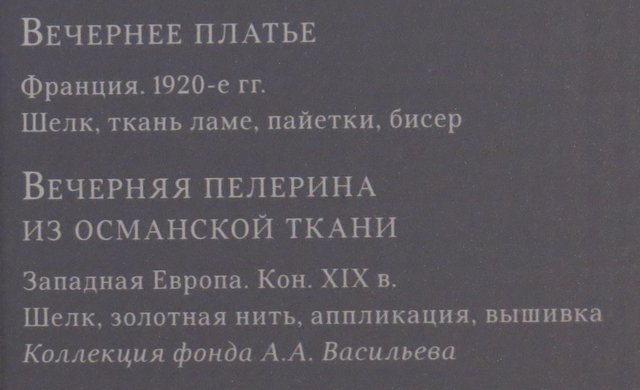 Вечернее платье
Франция. 1920-е гг.
Шелк, ткань ламе, пайетки, бисер
Вечерняя пелерина
из османской ткани
Западная Европа. Кон. XIX в.
Шелк, золотная нить, аппликация, вышивка
Коллекция фонда А.А. Васильева